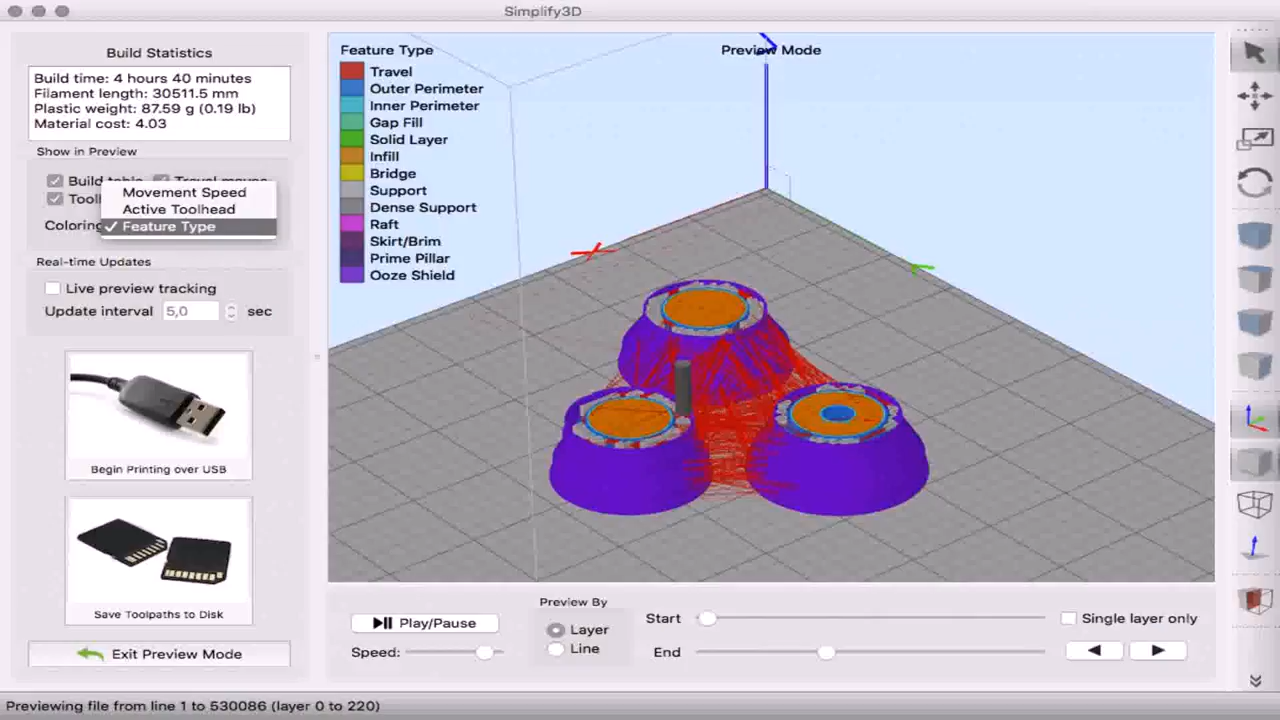 Simplify3D
Build Statistics
Build time: 4 hours 40 minutes
Filament length: 30511.5 mm
Plastic weight: 87.59 g (0.19 lb)
Material cost: 4.03
Show in Preview
Build table
Travel moves
Tooll
Coloring
Movement Speed
Active Toolhead
✓ Feature Type
Real-time Updates
Live preview tracking
Update interval 5,0 sec
Begin Printing over USB
Save Toolpaths to Disk
Exit Preview Mode
Feature Type
Travel
Outer Perimeter
Inner Perimeter
Gap Fill
Solid Layer
Infill
Bridge
Support
Dense Support
Raft
Skirt/Brim
Prime Pillar
Ooze Shield
Preview Mode
Play/Pause
Speed:
Preview By
Layer
Line
Start
End
Single layer only
Previewing file from line 1 to 530086 (layer 0 to 220)